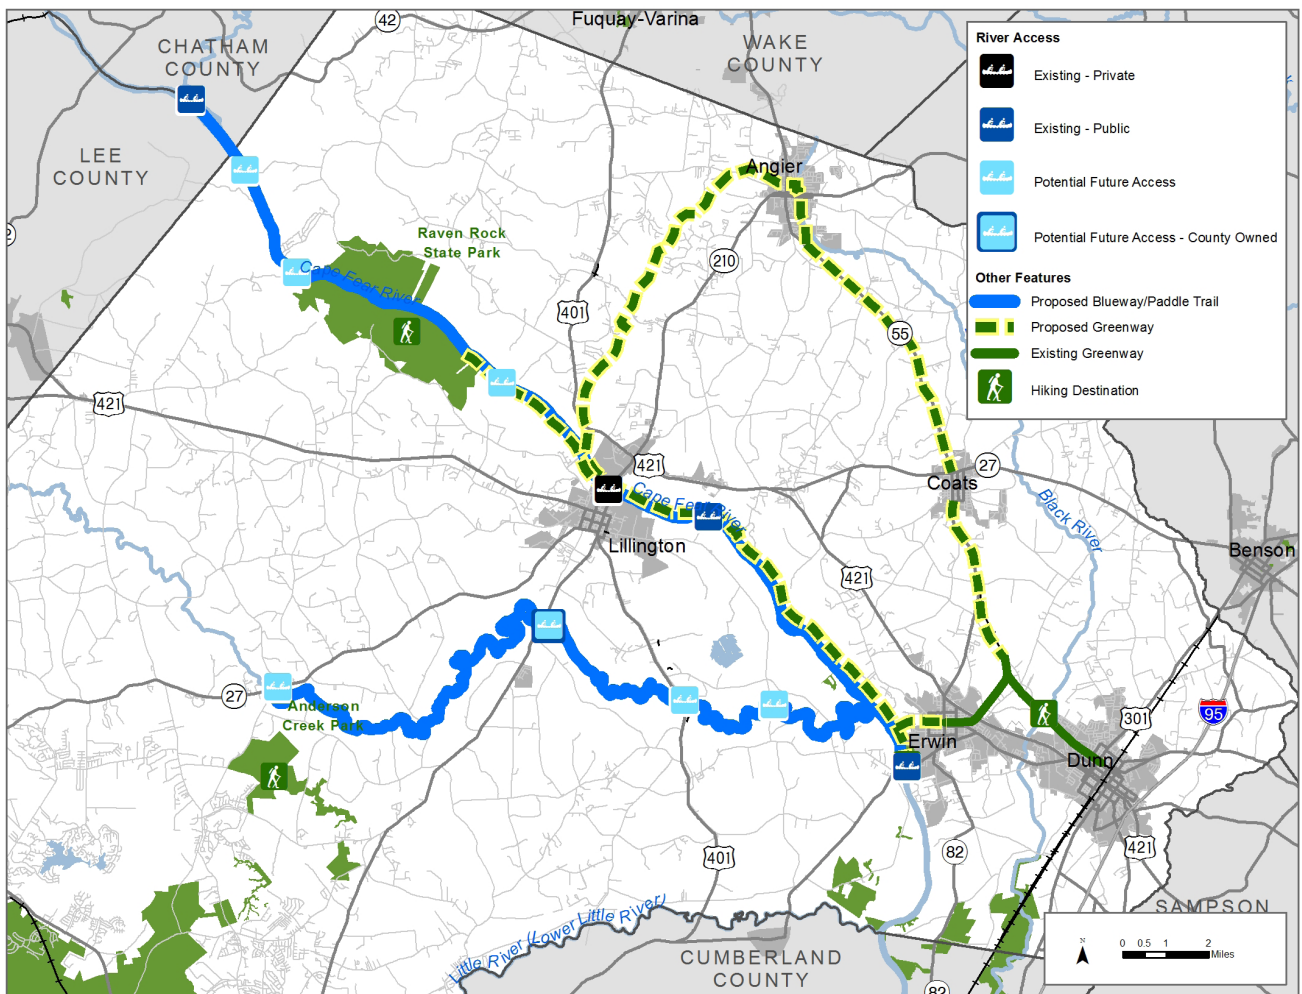 42
Fuquay-Varina
CHATHAM
COUNTY
WAKE
COUNTY
LEE
COUNTY
Angier
Raven Rock
State Park
210
Cape Fear River
401
55
421
421
27
Coats
Cape Fear River
Black River
Lillington
Benson
421
27
Anderson
Creek Park
301
95
Erwin
Dunn
421
82
401
Little River (Lower Little River)
SAMPSON
CUMBERLAND
COUNTY
82
River Access
Existing - Private
Existing - Public
Potential Future Access
Potential Future Access - County Owned
Other Features
Proposed Blueway/Paddle Trail
Proposed Greenway
Existing Greenway
Hiking Destination
N
0 0.5 1 2
Miles